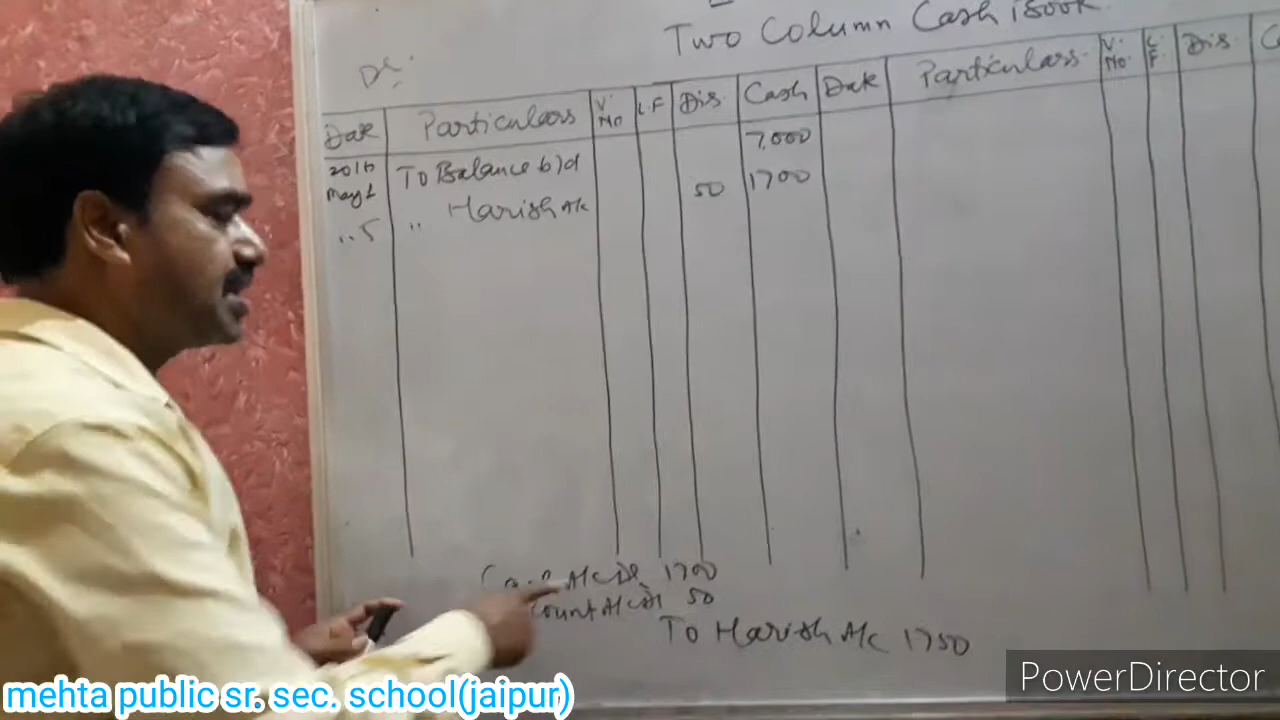 Two Column Cash Book
Dr.
Date Particulars V. No L.F Dis. Cash Date Particulars V. No. L.F Dis.
2016 May 1 To Balance b/d 7,000
,, 5 ,, Harish A/c 50 1700
A/c Dr 1700
count A/c Dr 50
To Harish A/c 1750
mehta public sr. sec. school(jaipur)
PowerDirector